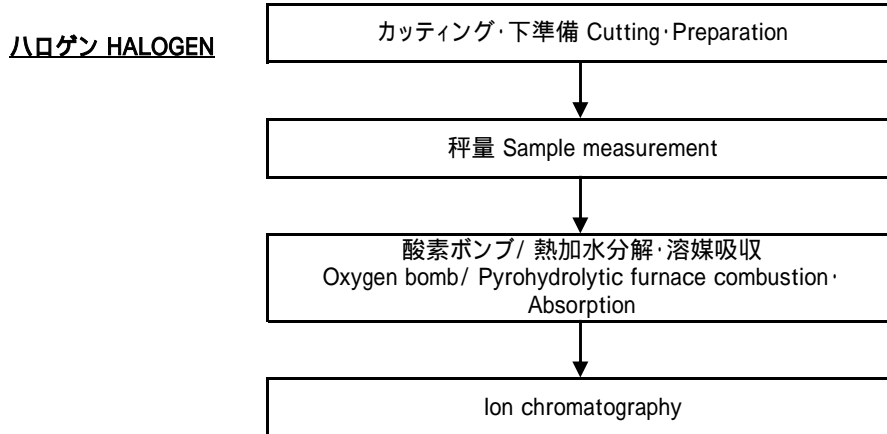 ハロゲン HALOGEN
カッティング･下準備 Cutting･Preparation
秤量 Sample measurement
酸素ボンブ/ 熱加水分解･溶媒吸収
Oxygen bomb/ Pyrohydrolytic furnace combustion･
Absorption
Ion chromatography